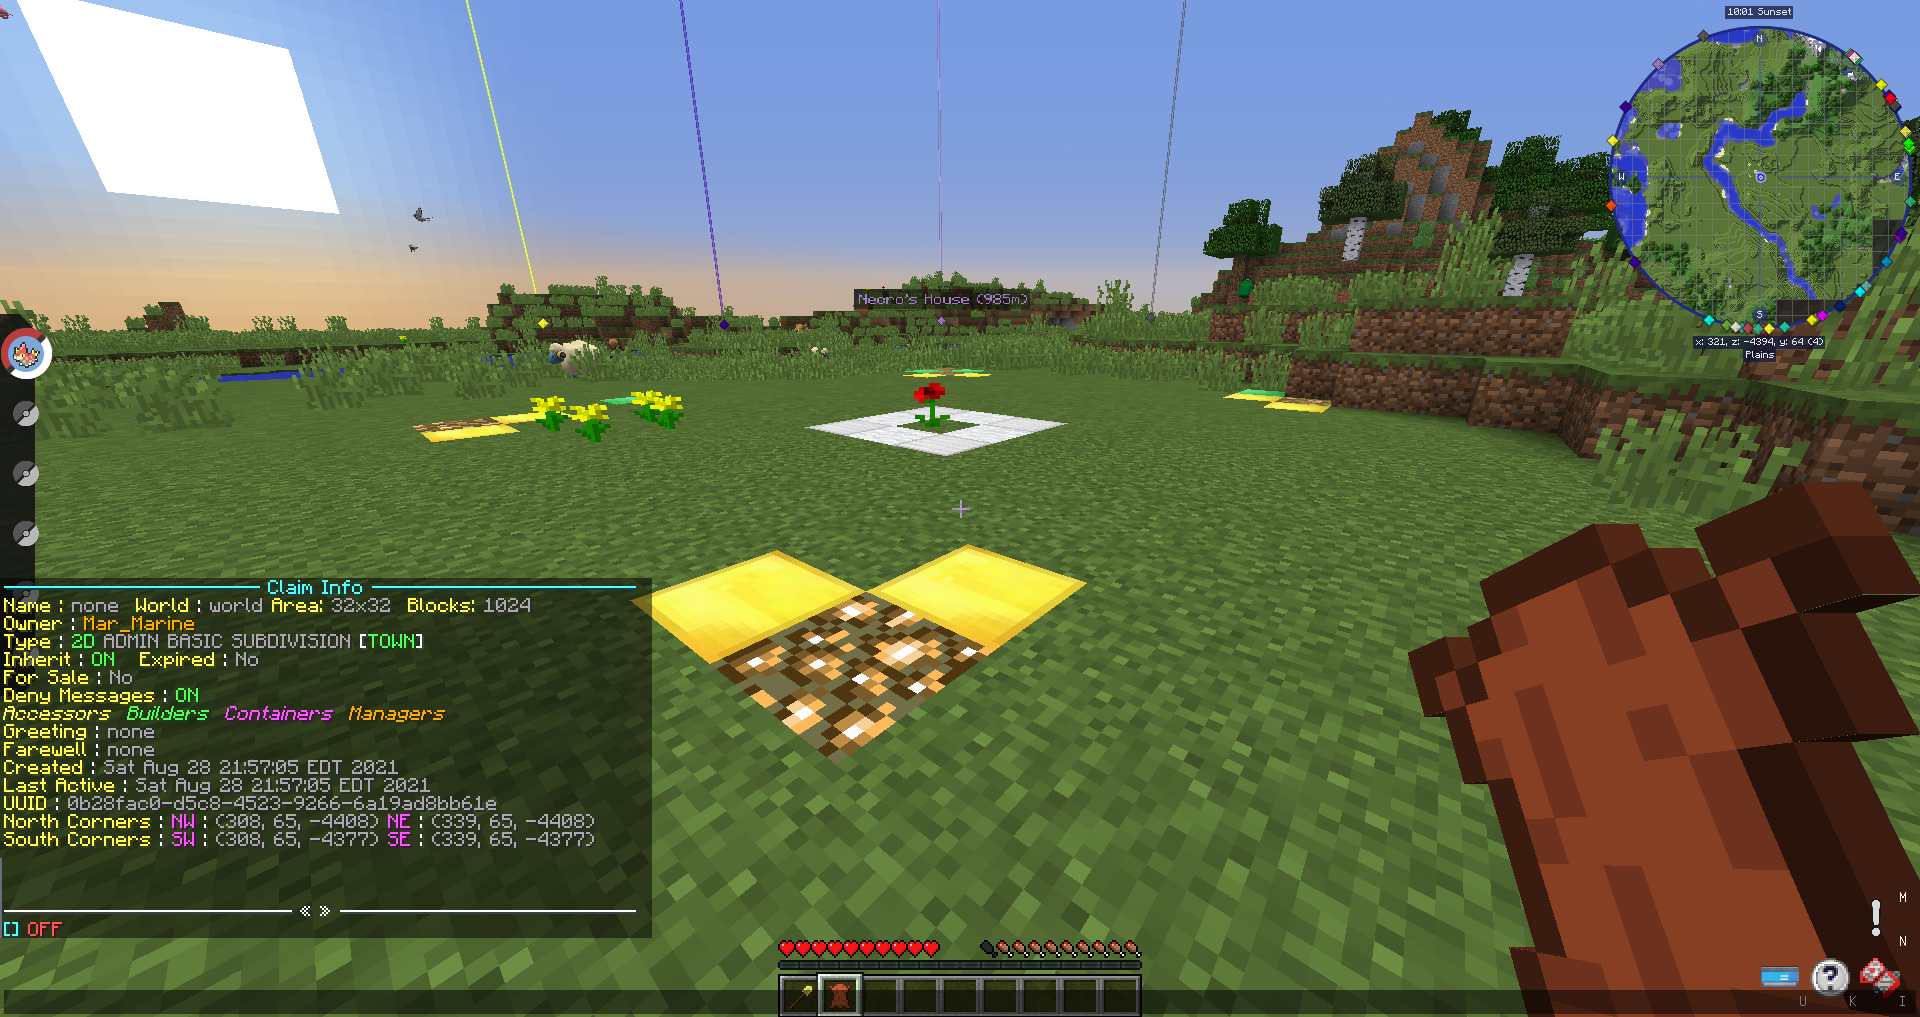 10:01 Sunset
N
W
E
S
x: 321, z: -4394, y: 64 (4)
Plains
Necro's House (985m)
Claim Info
Name : none World : world Area: 32x32 Blocks: 1024
Owner : Mar_Marine
Type : 2D ADMIN BASIC SUBDIVISION [TOWN]
Inherit : ON Expired : No
For Sale : No
Deny Messages : ON
Accessors Builders Containers Managers
Greeting : none
Farewell : none
Created : Sat Aug 28 21:57:05 EDT 2021
Last Active : Sat Aug 28 21:57:05 EDT 2021
UUID : 0b28fac0-d5c8-4523-9266-6a19ad8bb61e
North Corners : NW : (308, 65, -4408) NE : (339, 65, -4408)
South Corners : SW : (308, 65, -4377) SE : (339, 65, -4377)
« »
[] OFF
M
N
U K I